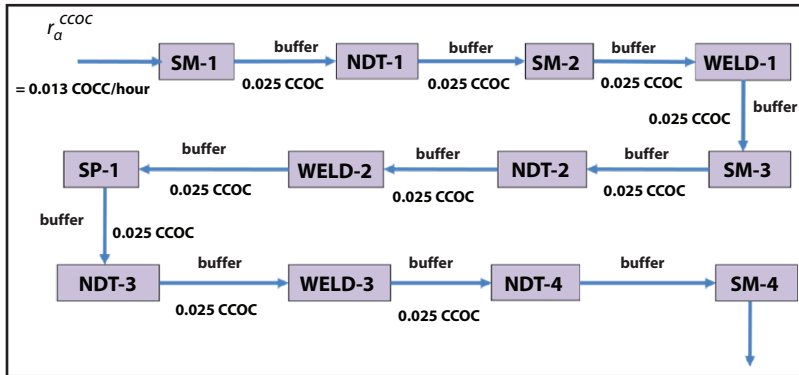 r_a^CCOC
= 0.013 COCC/hour
SM-1
buffer
0.025 CCOC
NDT-1
buffer
0.025 CCOC
SM-2
buffer
0.025 CCOC
WELD-1
buffer
0.025 CCOC
SM-3
buffer
0.025 CCOC
NDT-2
buffer
0.025 CCOC
WELD-2
buffer
0.025 CCOC
SP-1
buffer
0.025 CCOC
NDT-3
buffer
0.025 CCOC
WELD-3
buffer
0.025 CCOC
NDT-4
buffer
SM-4